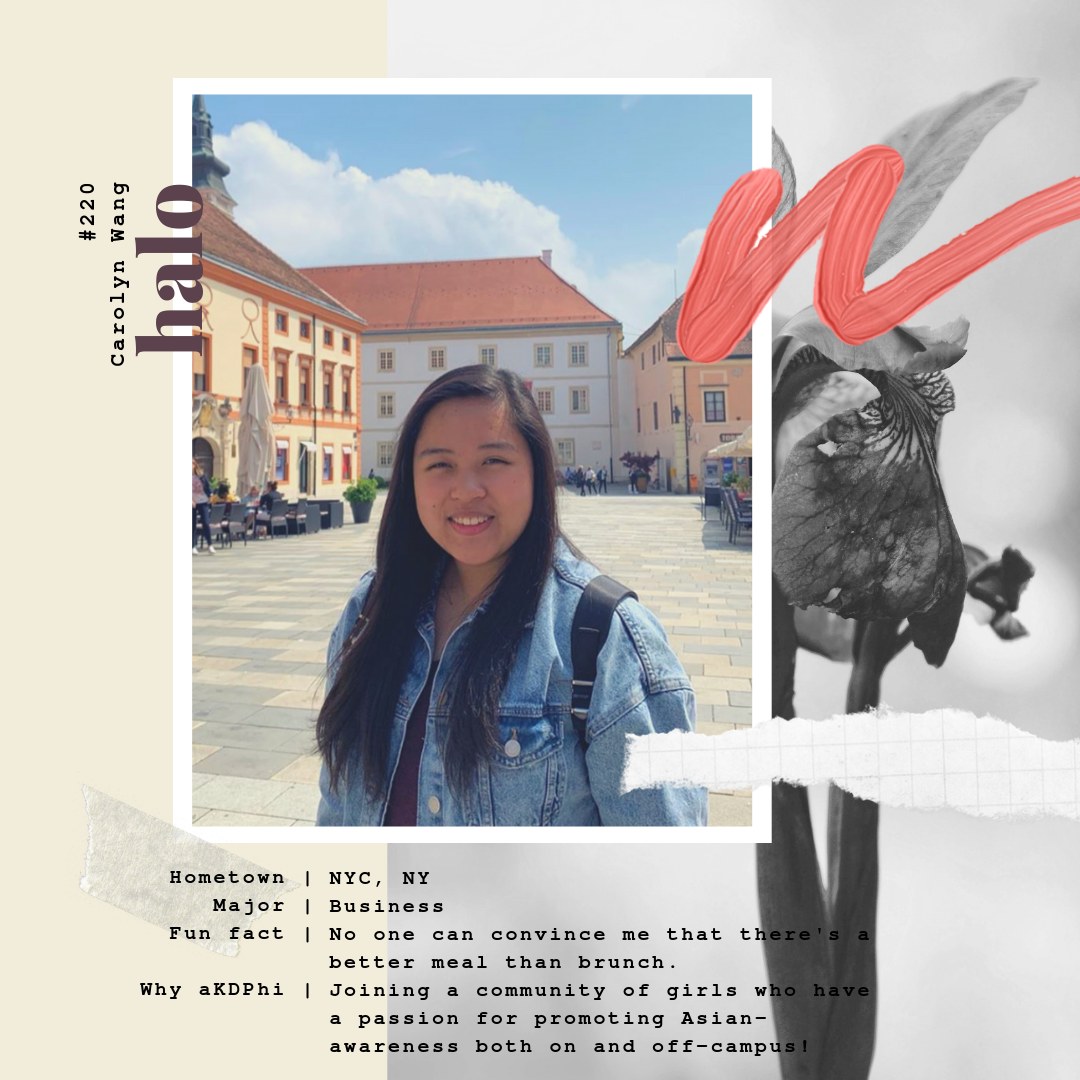 #220
Carolyn Wang
halo
Hometown | NYC, NY
Major | Business
Fun fact | No one can convince me that there's a
better meal than brunch.
Why aKDPhi | Joining a community of girls who have
a passion for promoting Asian-
awareness both on and off-campus!